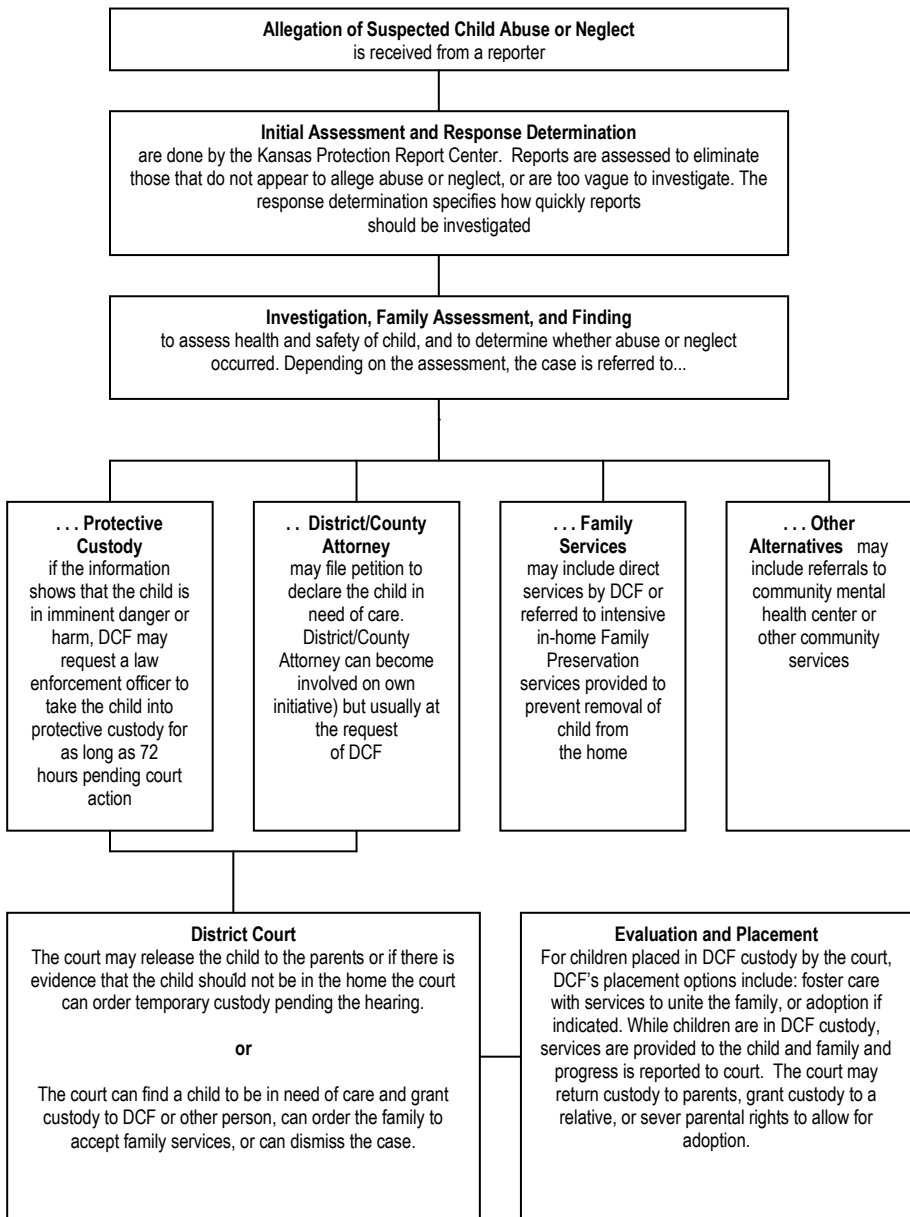 Allegation of Suspected Child Abuse or Neglect
is received from a reporter
Initial Assessment and Response Determination
are done by the Kansas Protection Report Center. Reports are assessed to eliminate
those that do not appear to allege abuse or neglect, or are too vague to investigate. The
response determination specifies how quickly reports
should be investigated
Investigation, Family Assessment, and Finding
to assess health and safety of child, and to determine whether abuse or neglect
occurred. Depending on the assessment, the case is referred to...
. . . Protective
Custody
if the information
shows that the child is
in imminent danger or
harm, DCF may
request a law
enforcement officer to
take the child into
protective custody for
as long as 72
hours pending court
action
. . District/County
Attorney
may file petition to
declare the child in
need of care.
District/County
Attorney can become
involved on own
initiative) but usually at
the request
of DCF
. . . Family
Services
may include direct
services by DCF or
referred to intensive
in-home Family
Preservation
services provided to
prevent removal of
child from
the home
. . . Other
Alternatives may
include referrals to
community mental
health center or
other community
services
District Court
The court may release the child to the parents or if there is
evidence that the child should not be in the home the court
can order temporary custody pending the hearing.
or
The court can find a child to be in need of care and grant
custody to DCF or other person, can order the family to
accept family services, or can dismiss the case.
Evaluation and Placement
For children placed in DCF custody by the court,
DCF's placement options include: foster care
with services to unite the family, or adoption if
indicated. While children are in DCF custody,
services are provided to the child and family and
progress is reported to court. The court may
return custody to parents, grant custody to a
relative, or sever parental rights to allow for
adoption.